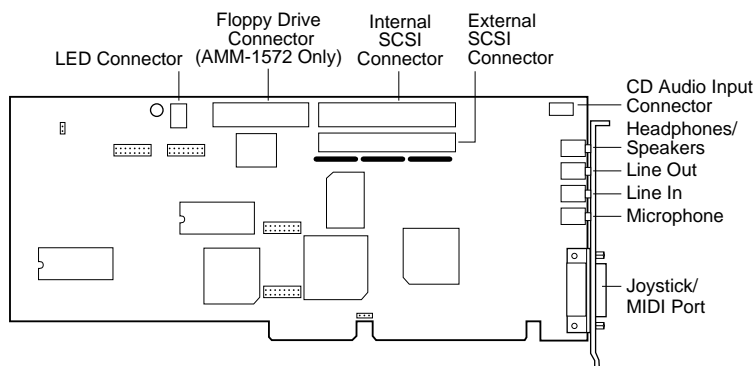 Floppy Drive
Connector
(AMM-1572 Only)
LED Connector
Internal
SCSI
Connector
External
SCSI
Connector
CD Audio Input
Connector
Headphones/
Speakers
Line Out
Line In
Microphone
Joystick/
MIDI Port